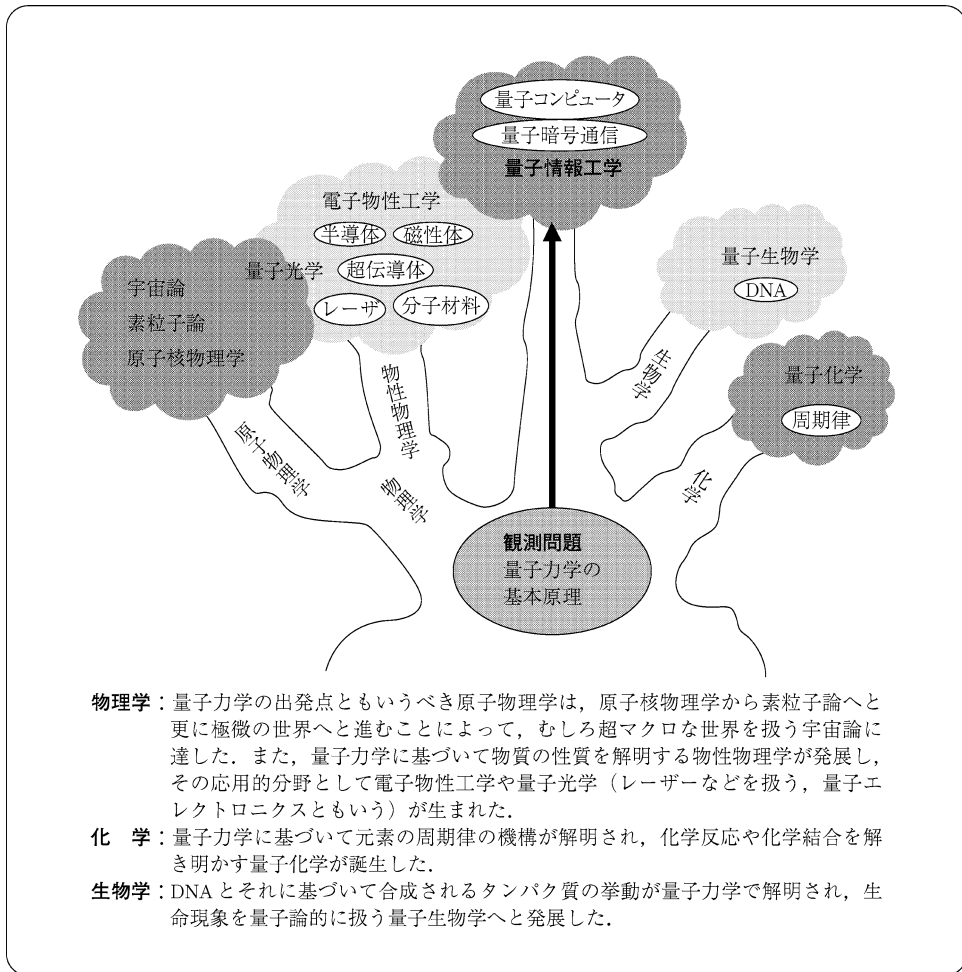 量子コンピュータ
量子暗号通信
量子情報工学
電子物性工学
半導体 磁性体
量子光学 超伝導体
レーザ 分子材料
宇宙論
素粒子論
原子核物理学
量子生物学
DNA
量子化学
周期律
原子物理学
物性物理学
物理学
生物学
化学
観測問題
量子力学の
基本原理
物理学：量子力学の出発点ともいうべき原子物理学は，原子核物理学から素粒子論へと
更に極微の世界へと進むことによって，むしろ超マクロな世界を扱う宇宙論に
達した．また，量子力学に基づいて物質の性質を解明する物性物理学が発展し，
その応用的分野として電子物性工学や量子光学（レーザーなどを扱う，量子エ
レクトロニクスともいう）が生まれた．
化　学：量子力学に基づいて元素の周期律の機構が解明され，化学反応や化学結合を解
き明かす量子化学が誕生した．
生物学：DNAとそれに基づいて合成されるタンパク質の挙動が量子力学で解明され，生
命現象を量子論的に扱う量子生物学へと発展した．